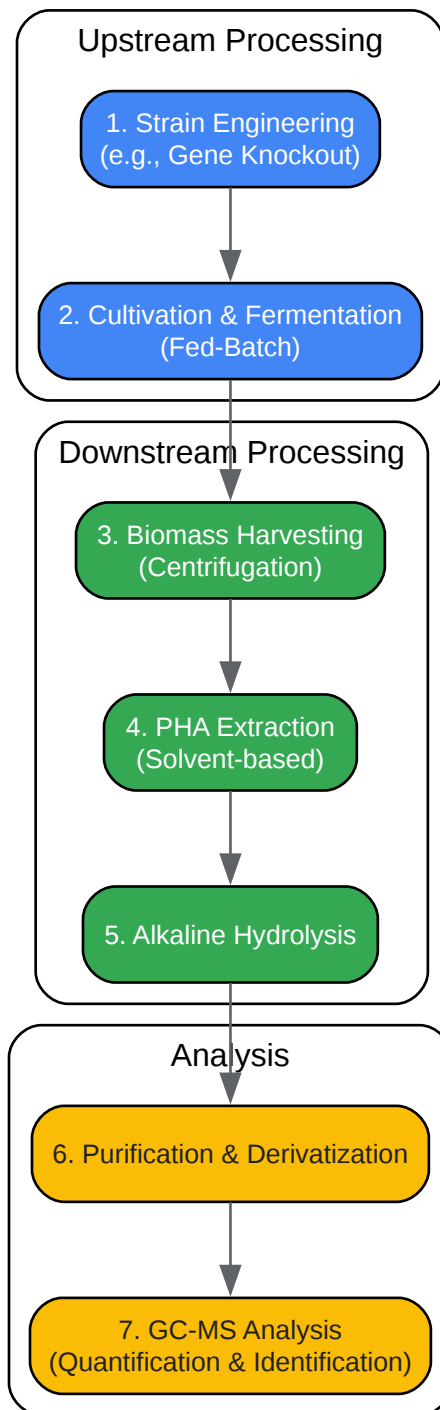 Upstream Processing
1. Strain Engineering
(e.g., Gene Knockout)
2. Cultivation & Fermentation
(Fed-Batch)
Downstream Processing
3. Biomass Harvesting
(Centrifugation)
4. PHA Extraction
(Solvent-based)
5. Alkaline Hydrolysis
Analysis
6. Purification & Derivatization
7. GC-MS Analysis
(Quantification & Identification)